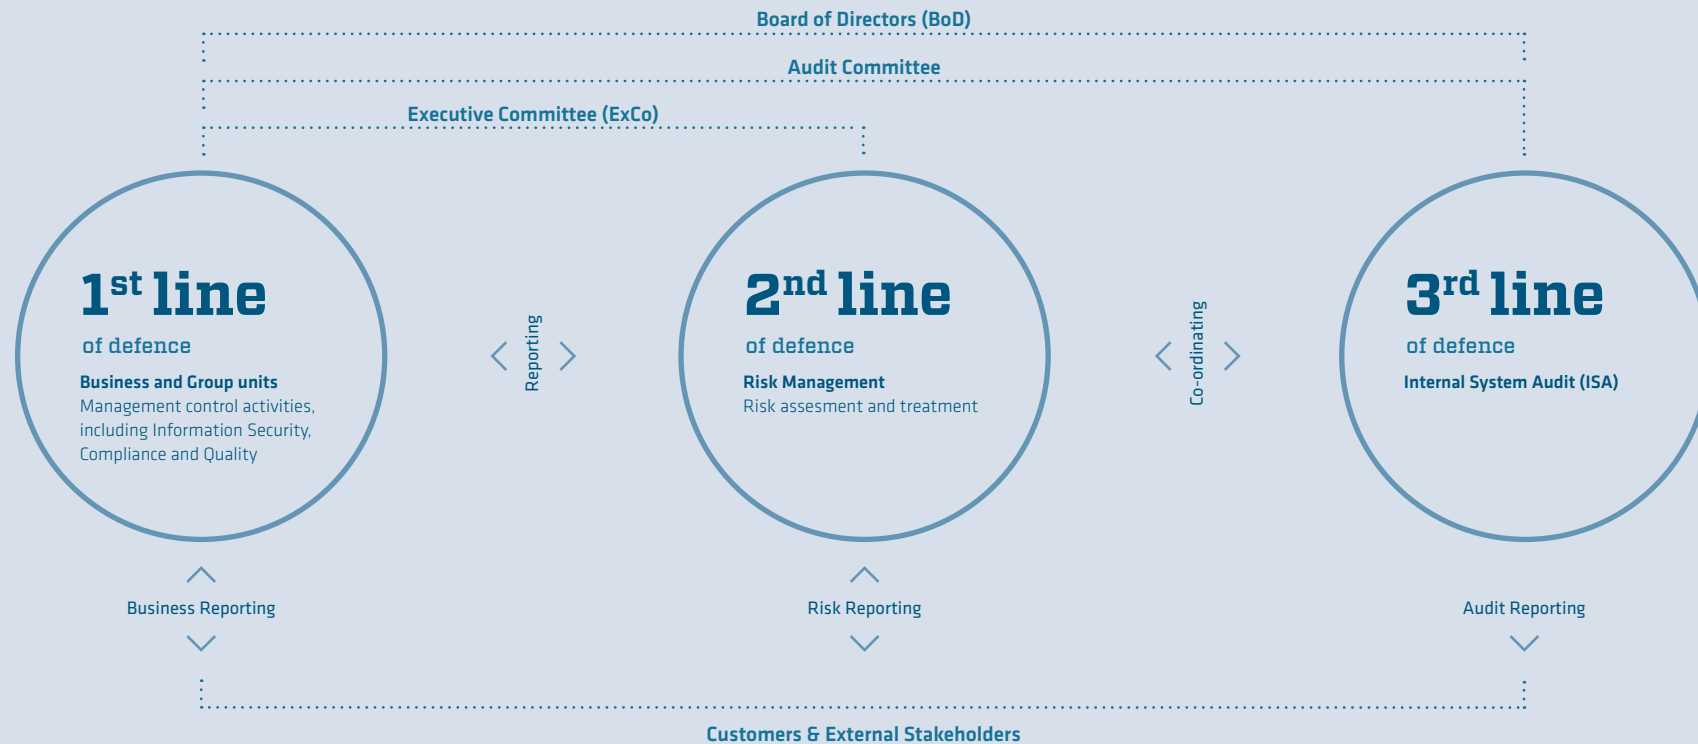 Board of Directors (BoD)
Audit Committee
Executive Committee (ExCo)
1st line
of defence
Business and Group units
Management control activities,
including Information Security,
Compliance and Quality
Reporting
2nd line
of defence
Risk Management
Risk assesment and treatment
Co-ordinating
3rd line
of defence
Internal System Audit (ISA)
Business Reporting
Risk Reporting
Audit Reporting
Customers & External Stakeholders